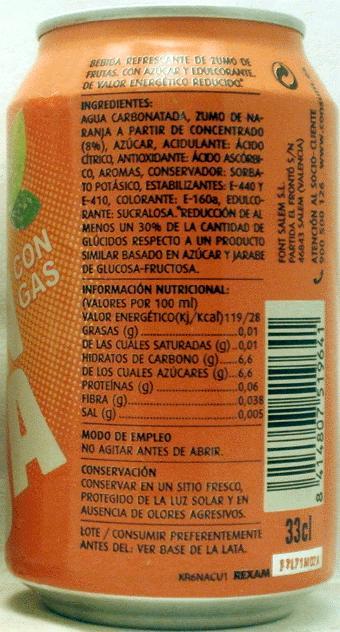 BEBIDA REFRESCANTE DE ZUMO DE
FRUTAS, CON AZÚCAR Y EDULCORANTE,
DE VALOR ENERGÉTICO REDUCIDO*
INGREDIENTES:
AGUA CARBONATADA, ZUMO DE NA-
RANJA A PARTIR DE CONCENTRADO
(8%), AZÚCAR, ACIDULANTE: ÁCIDO
CÍTRICO, ANTIOXIDANTE: ÁCIDO ASCÓRBI-
CO, AROMAS, CONSERVADOR: SORBA-
TO POTÁSICO, ESTABILIZANTES: E-440 Y
E-410, COLORANTE: E-160a, EDULCO-
RANTE: SUCRALOSA. *REDUCCIÓN DE AL
MENOS UN 30% DE LA CANTIDAD DE
GLÚCIDOS RESPECTO A UN PRODUCTO
SIMILAR BASADO EN AZÚCAR Y JARABE
DE GLUCOSA-FRUCTOSA.
INFORMACIÓN NUTRICIONAL:
(VALORES POR 100 ml)
VALOR ENERGÉTICO(KJ/Kcal)119/28
GRASAS (g)...0,01
DE LAS CUALES SATURADAS (g)..0,01
HIDRATOS DE CARBONO (g)....6,6
DE LOS CUALES AZÚCARES (g)...6,6
PROTEÍNAS (g)...0,06
FIBRA (g)...0,038
SAL (g)...0,005
MODO DE EMPLEO
NO AGITAR ANTES DE ABRIR.
CONSERVACIÓN
CONSERVAR EN UN SITIO FRESCO,
PROTEGIDO DE LA LUZ SOLAR Y EN
AUSENCIA DE OLORES AGRESIVOS.
LOTE / CONSUMIR PREFERENTEMENTE
ANTES DEL: VER BASE DE LA LATA.
KR6NACU1 REXAM
CON
GAS
A
FONT SALEM S.L.
PARTIDA EL FRONTÓ S/N
46843 SALEM (VALENCIA)
ATENCIÓN AL SOCIO-CLIENTE
900 500 126
8 414807 519641
33cl